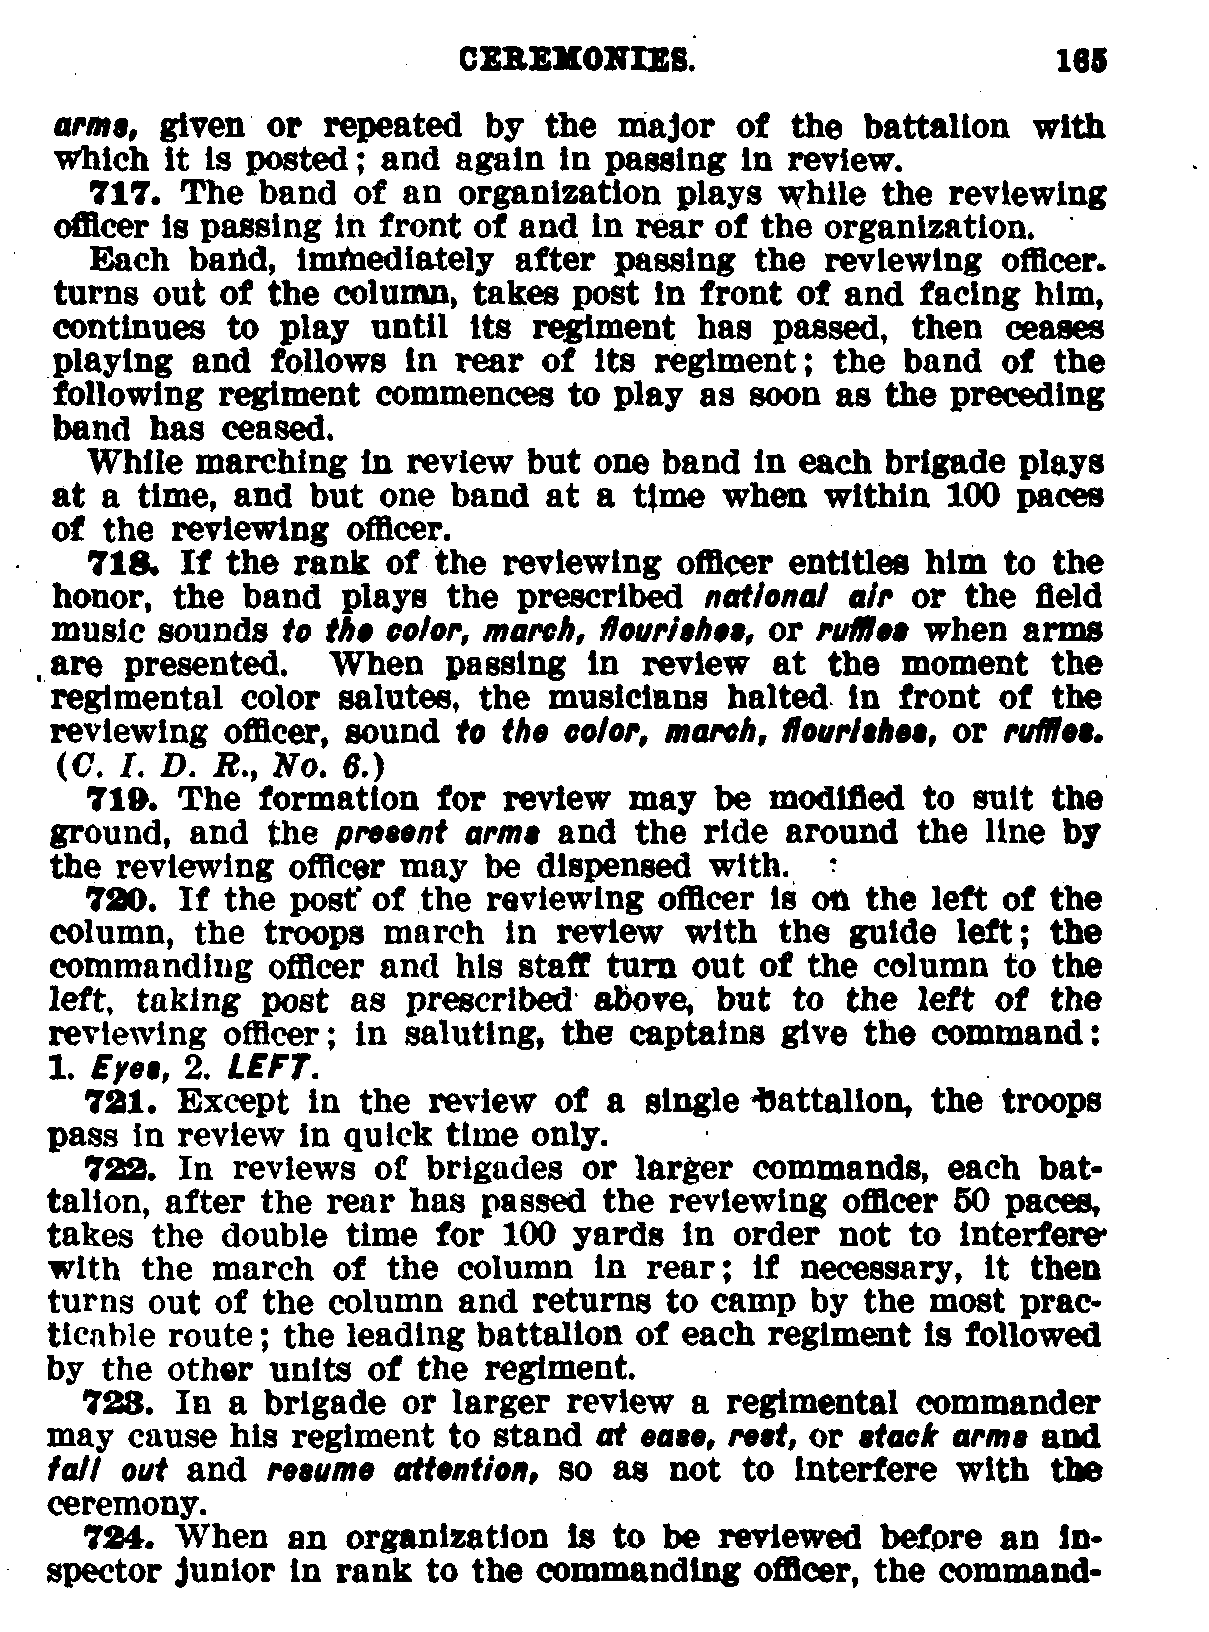 CEREMONIES. 165
arms, given or repeated by the major of the battalion with
which it is posted; and again in passing in review.
717. The band of an organization plays while the reviewing
officer is passing in front of and in rear of the organization.
Each band, immediately after passing the reviewing officer.
turns out of the column, takes post in front of and facing him,
continues to play until its regiment has passed, then ceases
playing and follows in rear of its regiment; the band of the
following regiment commences to play as soon as the preceding
band has ceased.
While marching in review but one band in each brigade plays
at a time, and but one band at a time when within 100 paces
of the reviewing officer.
718. If the rank of the reviewing officer entitles him to the
honor, the band plays the prescribed national air or the field
music sounds to the color, march, flourishes, or ruffles when arms
are presented. When passing in review at the moment the
regimental color salutes, the musicians halted in front of the
reviewing officer, sound to the color, march, flourishes, or ruffles.
(C. I. D. R., No. 6.)
719. The formation for review may be modified to suit the
ground, and the present arms and the ride around the line by
the reviewing officer may be dispensed with.
720. If the post of the reviewing officer is on the left of the
column, the troops march in review with the guide left; the
commanding officer and his staff turn out of the column to the
left, taking post as prescribed above, but to the left of the
reviewing officer; in saluting, the captains give the command:
1. Eyes, 2. LEFT.
721. Except in the review of a single battalion, the troops
pass in review in quick time only.
722. In reviews of brigades or larger commands, each bat-
talion, after the rear has passed the reviewing officer 50 paces,
takes the double time for 100 yards in order not to interfere
with the march of the column in rear; if necessary, it then
turns out of the column and returns to camp by the most prac-
ticable route; the leading battalion of each regiment is followed
by the other units of the regiment.
723. In a brigade or larger review a regimental commander
may cause his regiment to stand at ease, rest, or stack arms and
fall out and resume attention, so as not to interfere with the
ceremony.
724. When an organization is to be reviewed before an in-
spector junior in rank to the commanding officer, the command-